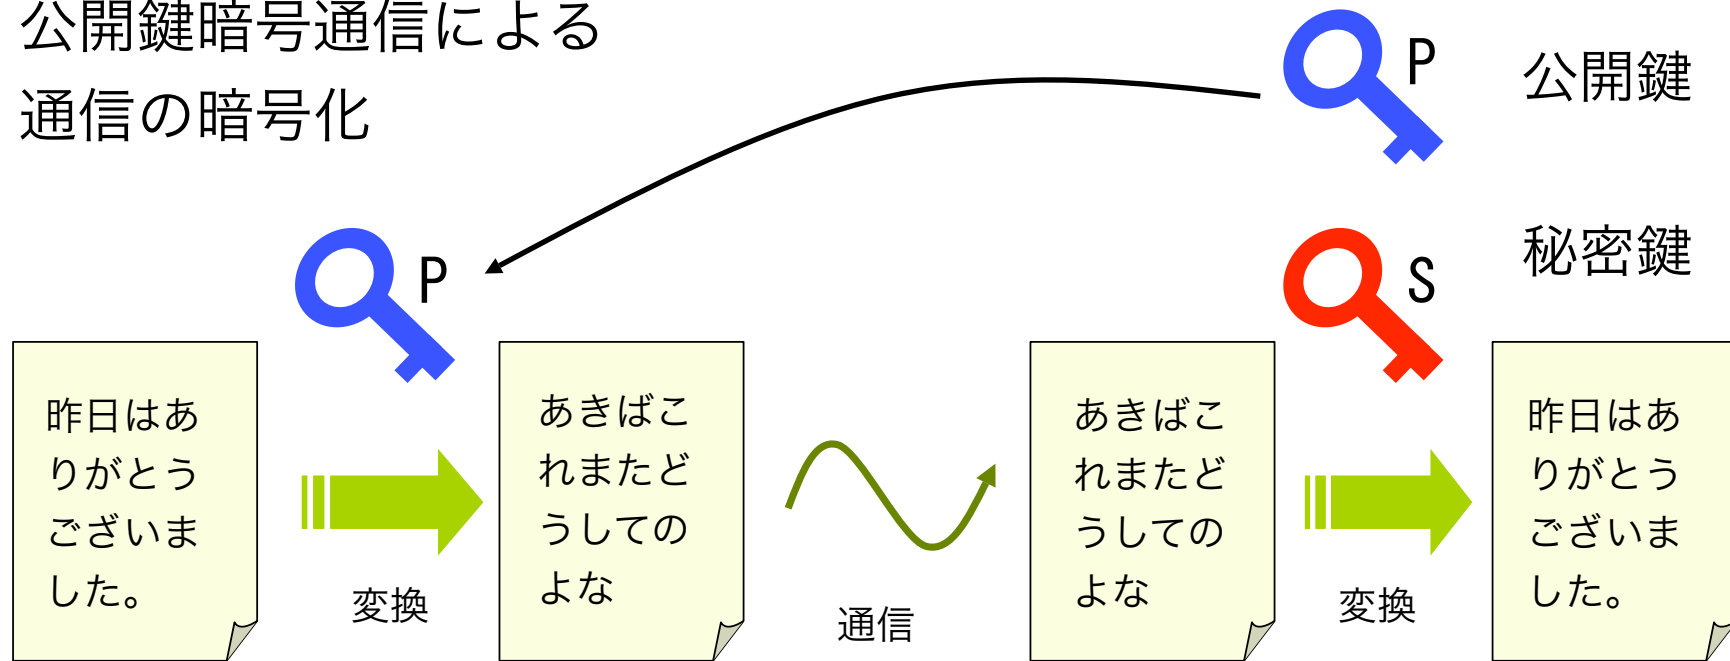 公開鍵暗号通信による
通信の暗号化
P
公開鍵
P
S
秘密鍵
昨日はあ
りがとう
ございま
した。
変換
あきばこ
れまたど
うしての
よな
通信
あきばこ
れまたど
うしての
よな
変換
昨日はあ
りがとう
ございま
した。